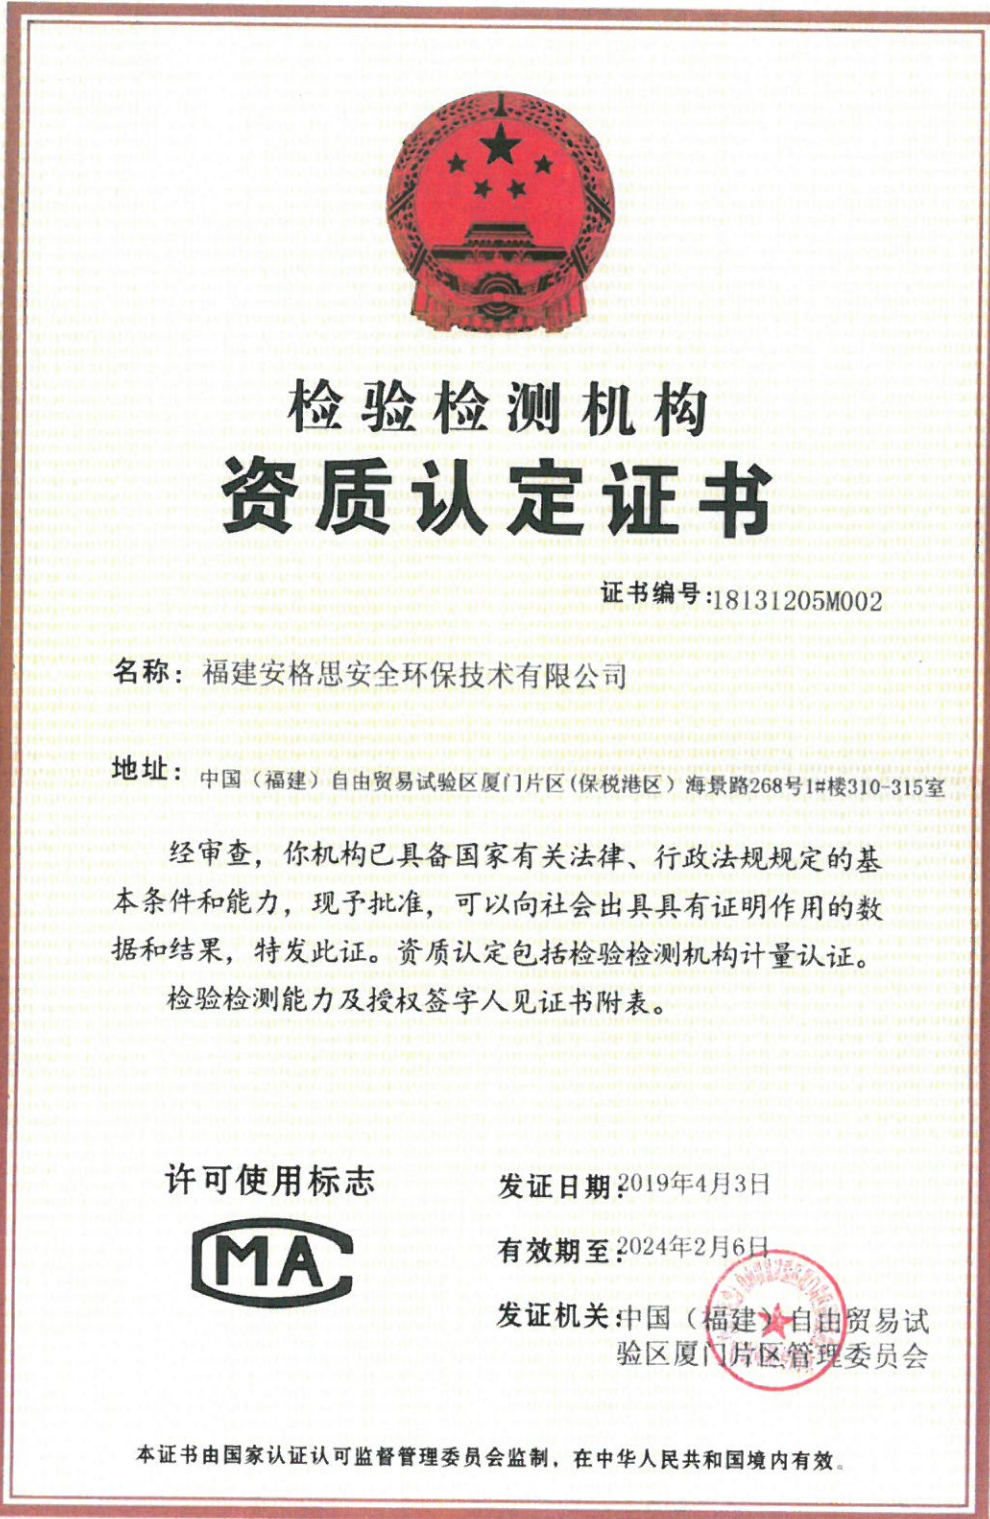 检验检测机构
资质认定证书
证书编号:18131205M002
名称：福建安格思安全环保技术有限公司
地址：中国（福建）自由贸易试验区厦门片区(保税港区）海景路268号1#楼310-315室
经审查，你机构已具备国家有关法律、行政法规规定的基
本条件和能力，现予批准，可以向社会出具具有证明作用的数
据和结果，特发此证。资质认定包括检验检测机构计量认证。
检验检测能力及授权签字人见证书附表。
许可使用标志
MA
发证日期：2019年4月3日
有效期至：2024年2月6日
发证机关：中国（福建）自由贸易试
验区厦门片区管理委员会
本证书由国家认证认可监督管理委员会监制，在中华人民共和国境内有效。